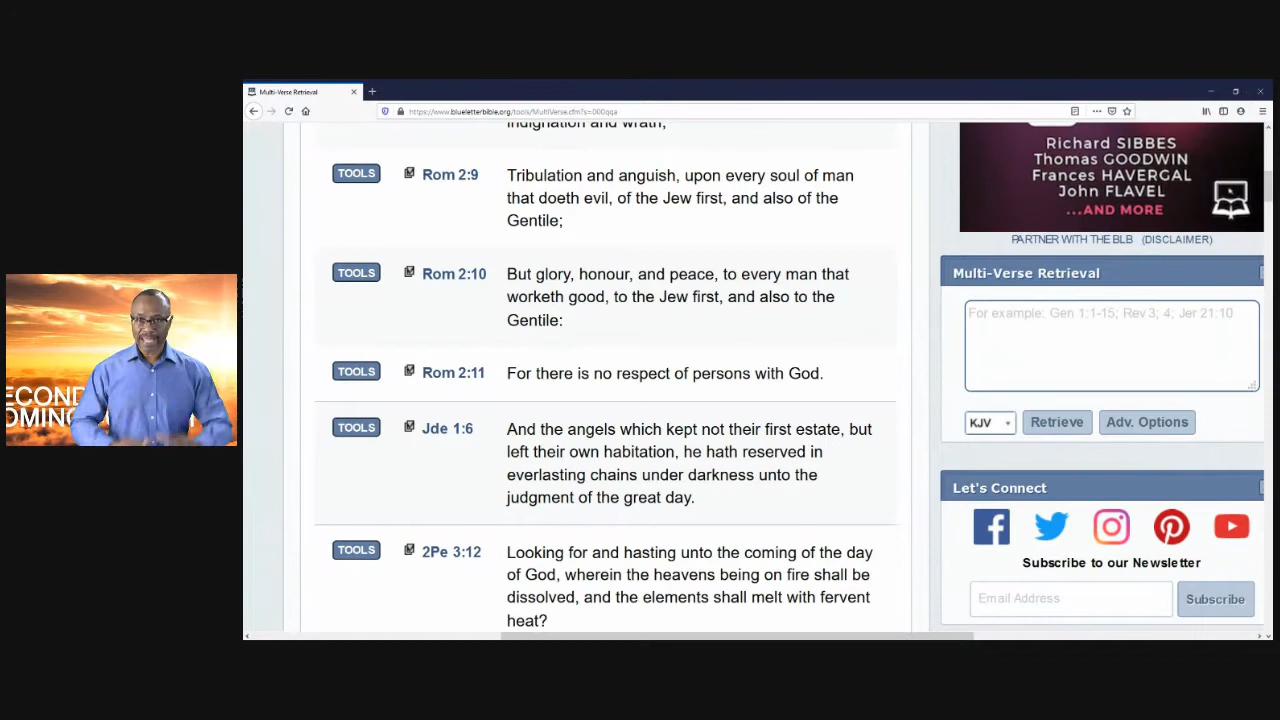 Multi-Verse Retrieval
https://www.blueletterbible.org/tools/MultiVerse.cfm?s=000qqa
indignation and wrath,
TOOLS
Rom 2:9
Tribulation and anguish, upon every soul of man
that doeth evil, of the Jew first, and also of the
Gentile;
TOOLS
Rom 2:10
But glory, honour, and peace, to every man that
worketh good, to the Jew first, and also to the
Gentile:
TOOLS
Rom 2:11
For there is no respect of persons with God.
TOOLS
Jde 1:6
And the angels which kept not their first estate, but
left their own habitation, he hath reserved in
everlasting chains under darkness unto the
judgment of the great day.
TOOLS
2Pe 3:12
Looking for and hasting unto the coming of the day
of God, wherein the heavens being on fire shall be
dissolved, and the elements shall melt with fervent
heat?
Richard SIBBES
Thomas GOODWIN
Frances HAVERGAL
John FLAVEL
...AND MORE
PARTNER WITH THE BLB (DISCLAIMER)
Multi-Verse Retrieval
For example: Gen 1:1-15; Rev 3; 4; Jer 21:10
KJV
Retrieve
Adv. Options
Let's Connect
Subscribe to our Newsletter
Email Address
Subscribe
ECOND
OMING